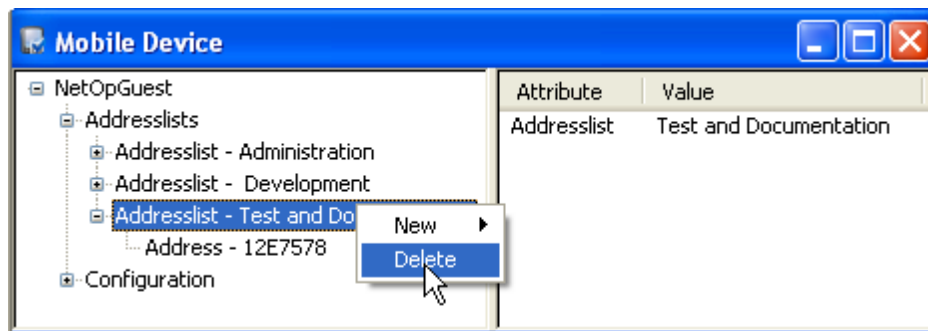 Mobile Device
NetOpGuest
Addresslists
Addresslist - Administration
Addresslist - Development
Addresslist - Test and Do
Address - 12E7578
Configuration
New
Delete
Attribute Value
Addresslist Test and Documentation